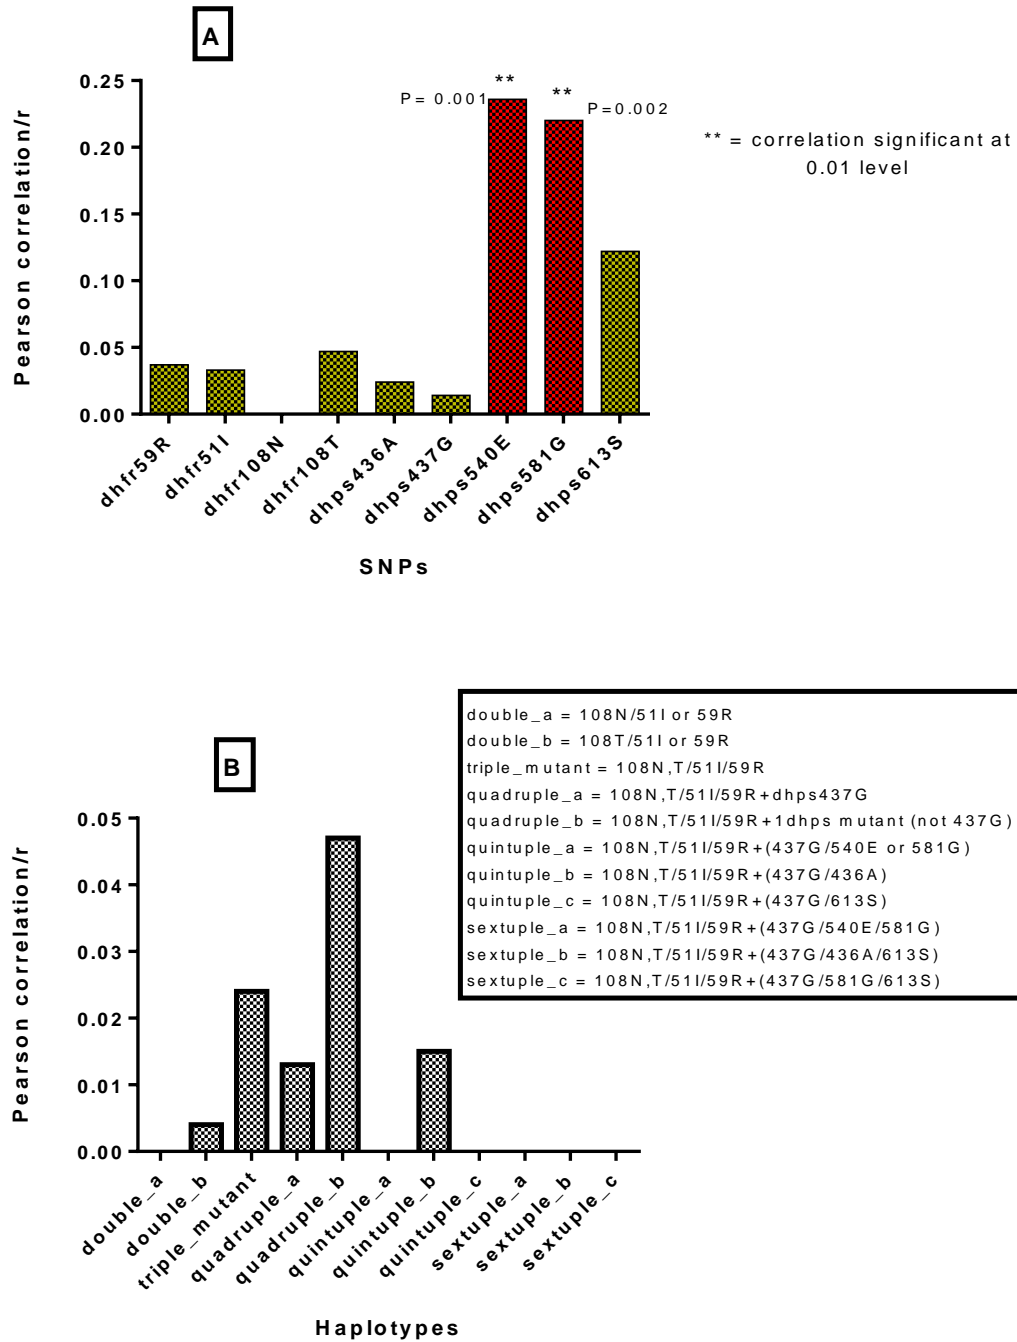 A
0.25
0.20
0.15
0.10
0.05
0.00
Pearson correlation/r
**
P= 0.001
**
P=0.002
** = correlation significant at
0.01 level
dhfr59R
dhfr51I
dhfr108N
dhfr108T
dhps436A
dhps437G
dhps540E
dhps581G
dhps613S
SNPs
double_a = 108N/51I or 59R
double_b = 108T/51I or 59R
triple_mutant = 108N,T/51I/59R
quadruple_a = 108N,T/51I/59R+dhps437G
quadruple_b = 108N,T/51I/59R+1dhps mutant (not 437G)
quintuple_a = 108N,T/51I/59R+(437G/540E or 581G)
quintuple_b = 108N,T/51I/59R+(437G/436A)
quintuple_c = 108N,T/51I/59R+(437G/613S)
sextuple_a = 108N,T/51I/59R+(437G/540E/581G)
sextuple_b = 108N,T/51I/59R+(437G/436A/613S)
sextuple_c = 108N,T/51I/59R+(437G/581G/613S)
B
0.05
0.04
0.03
0.02
0.01
0.00
Pearson correlation/r
double_a
double_b
triple_mutant
quadruple_a
quadruple_b
quintuple_a
quintuple_b
quintuple_c
sextuple_a
sextuple_b
sextuple_c
Haplotypes